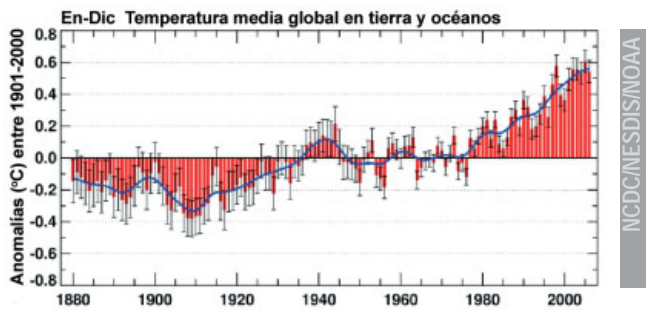 En-Dic Temperatura media global en tierra y océanos
Anomalías (ºC) entre 1901-2000
0.8
0.6
0.4
0.2
0.0
-0.2
-0.4
-0.6
-0.8
1880 1900 1920 1940 1960 1980 2000
NCDC/NESDIS/NOAA